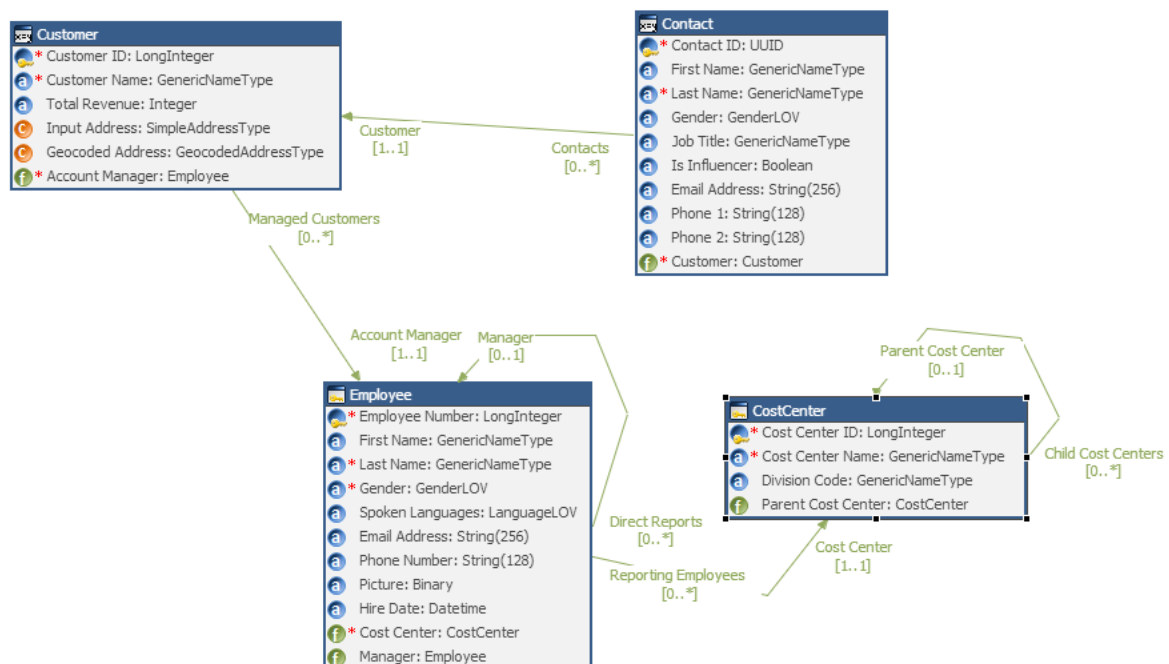 Customer
* Customer ID: LongInteger
* Customer Name: GenericNameType
Total Revenue: Integer
Input Address: SimpleAddressType
Geocoded Address: GeocodedAddressType
* Account Manager: Employee
Contact
* Contact ID: UUID
First Name: GenericNameType
* Last Name: GenericNameType
Gender: GenderLOV
Job Title: GenericNameType
Is Influencer: Boolean
Email Address: String(256)
Phone 1: String(128)
Phone 2: String(128)
* Customer: Customer
Customer
[1..1]
Contacts
[0..*]
Managed Customers
[0..*]
Account Manager
[1..1]
Manager
[0..1]
Employee
* Employee Number: LongInteger
First Name: GenericNameType
* Last Name: GenericNameType
* Gender: GenderLOV
Spoken Languages: LanguageLOV
Email Address: String(256)
Phone Number: String(128)
Picture: Binary
Hire Date: Datetime
* Cost Center: CostCenter
Manager: Employee
Direct Reports
[0..*]
Reporting Employees
[0..*]
Parent Cost Center
[0..1]
CostCenter
* Cost Center ID: LongInteger
* Cost Center Name: GenericNameType
Division Code: GenericNameType
Parent Cost Center: CostCenter
Child Cost Centers
[0..*]
Cost Center
[1..1]